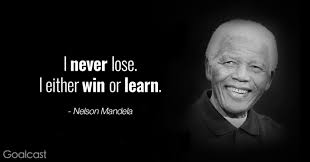 I never lose.
I either win or learn.
- Nelson Mandela
Goalcast